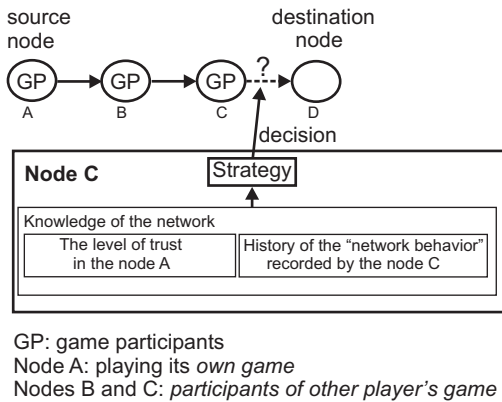 source node
destination node
GP
GP
GP
?
A
B
C
D
decision
Node C
Strategy
Knowledge of the network
The level of trust
in the node A
History of the "network behavior"
recorded by the node C
GP: game participants
Node A: playing its own game
Nodes B and C: participants of other player's game